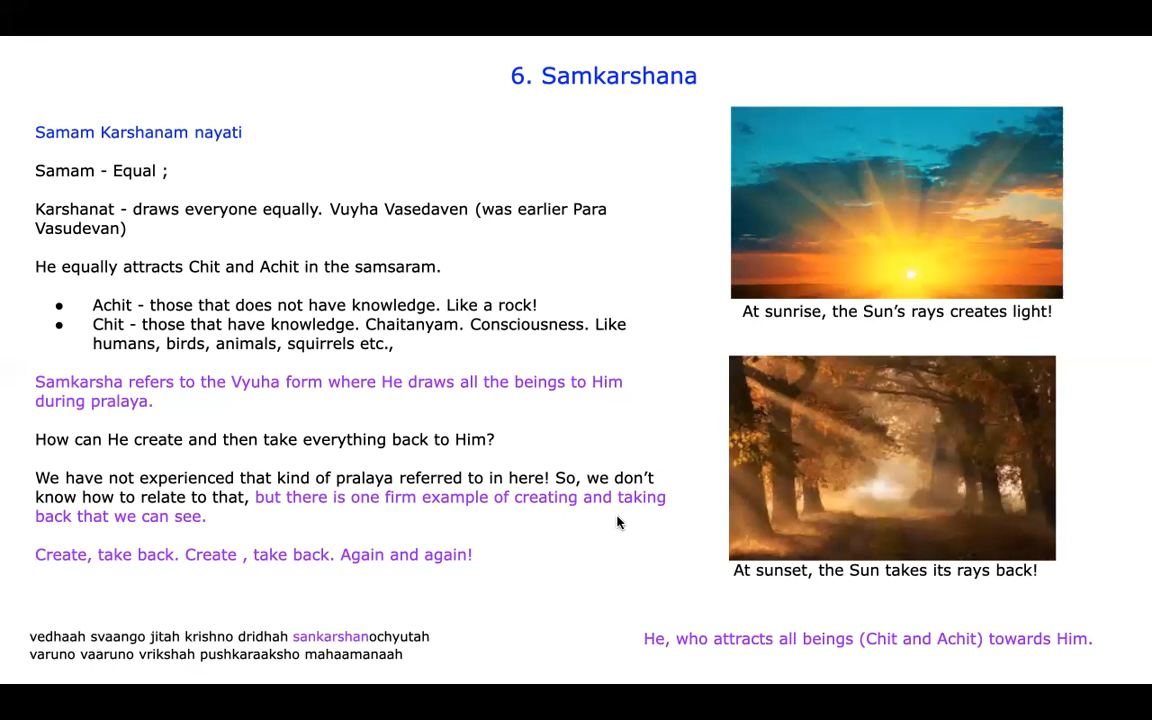 6. Samkarshana
Samam Karshanam nayati
Samam - Equal ;
Karshanat - draws everyone equally. Vuyha Vasedaven (was earlier Para
Vasudevan)
He equally attracts Chit and Achit in the samsaram.
● Achit - those that does not have knowledge. Like a rock!
● Chit - those that have knowledge. Chaitanyam. Consciousness. Like
humans, birds, animals, squirrels etc.,
Samkarsha refers to the Vyuha form where He draws all the beings to Him
during pralaya.
How can He create and then take everything back to Him?
We have not experienced that kind of pralaya referred to in here! So, we don’t
know how to relate to that, but there is one firm example of creating and taking
back that we can see.
Create, take back. Create , take back. Again and again!
At sunrise, the Sun’s rays creates light!
At sunset, the Sun takes its rays back!
vedhaah svaango jitah krishno dridhah sankarshanochyutah
varuno vaaruno vrikshah pushkaraaksho mahaamanaah
He, who attracts all beings (Chit and Achit) towards Him.